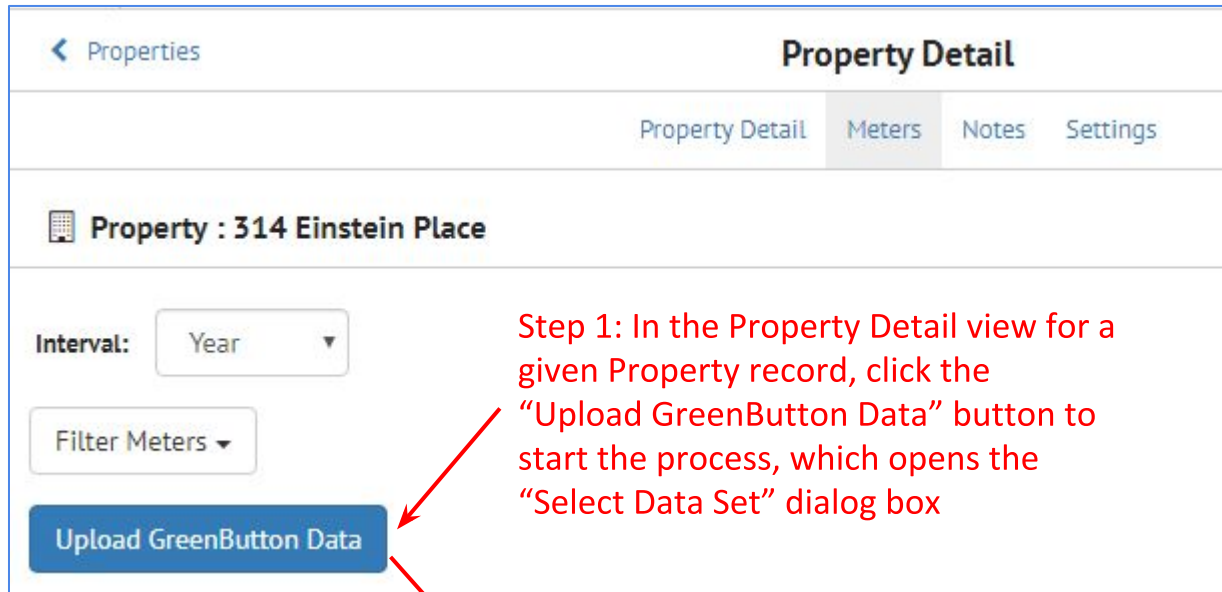 Properties
Property Detail
Property Detail Meters Notes Settings
Property : 314 Einstein Place
Interval: Year
Step 1: In the Property Detail view for a
given Property record, click the
“Upload GreenButton Data” button to
start the process, which opens the
“Select Data Set” dialog box
Filter Meters
Upload GreenButton Data